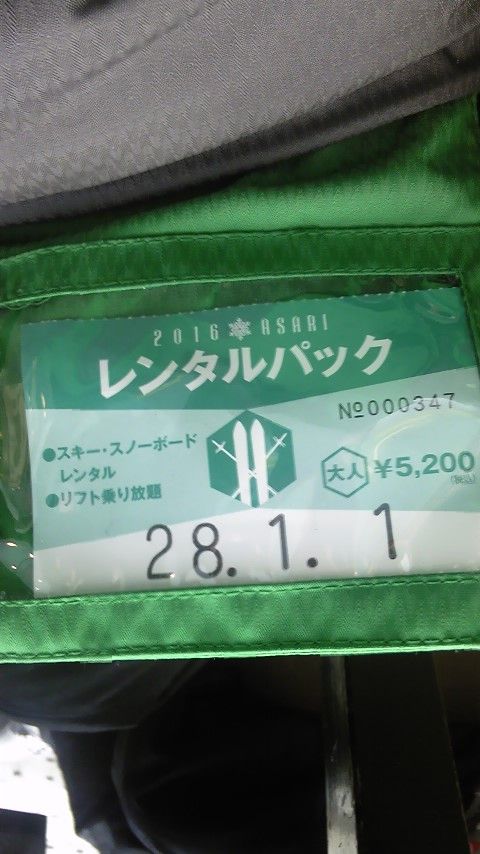 2016 ASARI
レンタルパック
№000347
●スキー・スノーボード
レンタル
●リフト乗り放題
大人 ¥5,200
(税込)
28. 1. 1